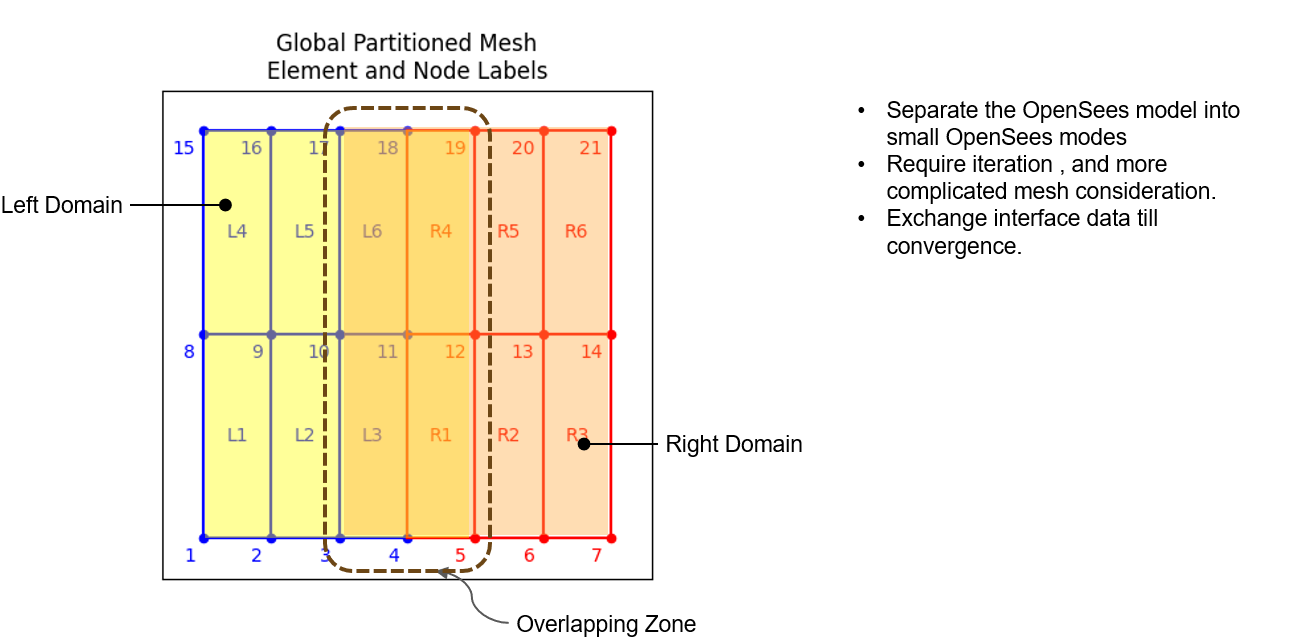 Global Partitioned Mesh
Element and Node Labels
15 16 17 18 19 20 21
Left Domain
L4 L5 L6 R4 R5 R6
8 9 10 11 12 13 14
L1 L2 L3 R1 R2 R3
Right Domain
1 2 3 4 5 6 7
Overlapping Zone
• Separate the OpenSees model into
small OpenSees modes
• Require iteration , and more
complicated mesh consideration.
• Exchange interface data till
convergence.